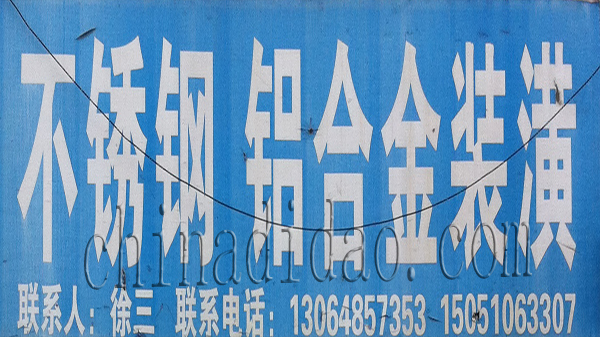 不锈钢 铝合金装潢
chinadidao.com
联系人：徐三 联系电话：13064857353 15051063307